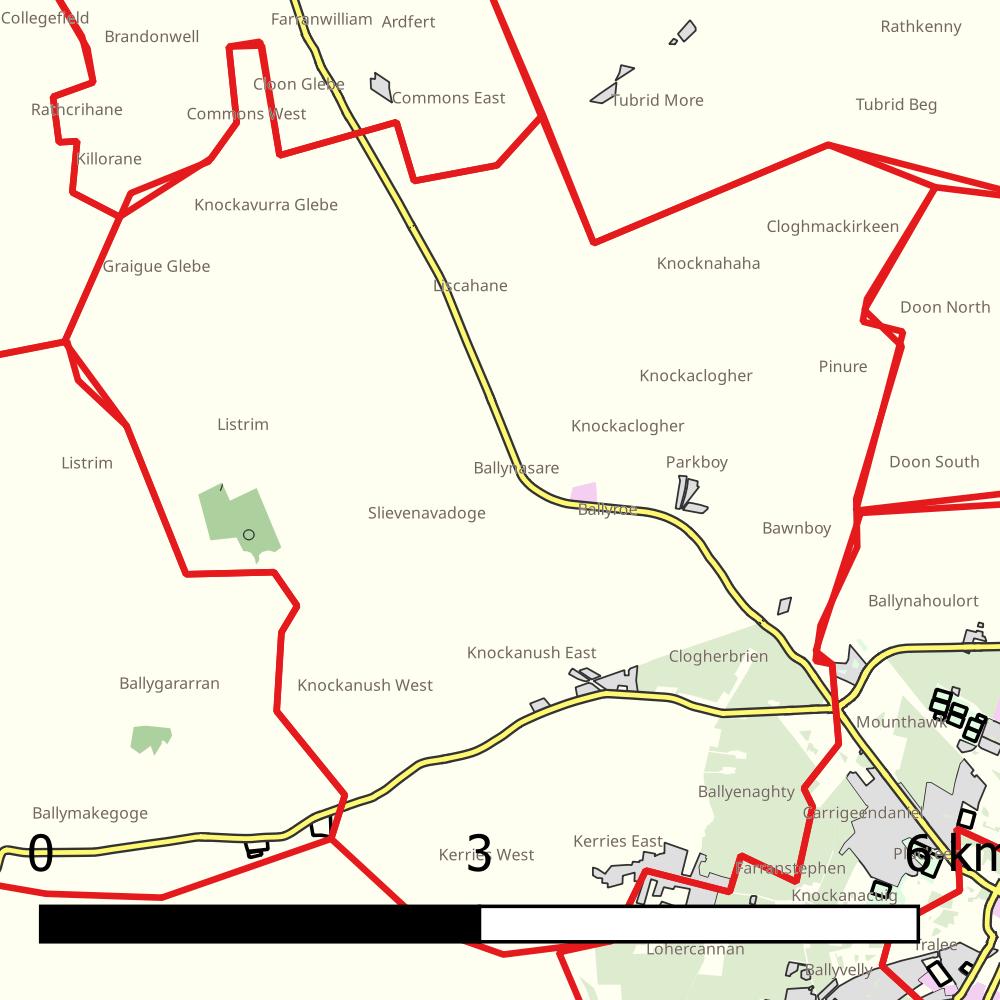 Collegefield
Farranwilliam
Ardfert
Rathkenny
Brandonwell
Cloon Glebe
Commons East
Tubrid More
Tubrid Beg
Rathcrihane
Commons West
Killorane
Knockavurra Glebe
Cloghmackirkeen
Graigue Glebe
Knocknahaha
Liscahane
Doon North
Pinure
Knockaclogher
Listrim
Knockaclogher
Listrim
Ballynasare
Parkboy
Doon South
Slievenavadoge
Ballyroe
Bawnboy
Ballynahoulort
Knockanush East
Clogherbrien
Ballygararran
Knockanush West
Mounthawk
Ballyenaghty
Ballymakegoge
Carrigeendaniel
Kerries East
0
3
6 km
Kerries West
Farranstephen
Knockanacuig
Lohercannan
Tralee
Ballyvelly